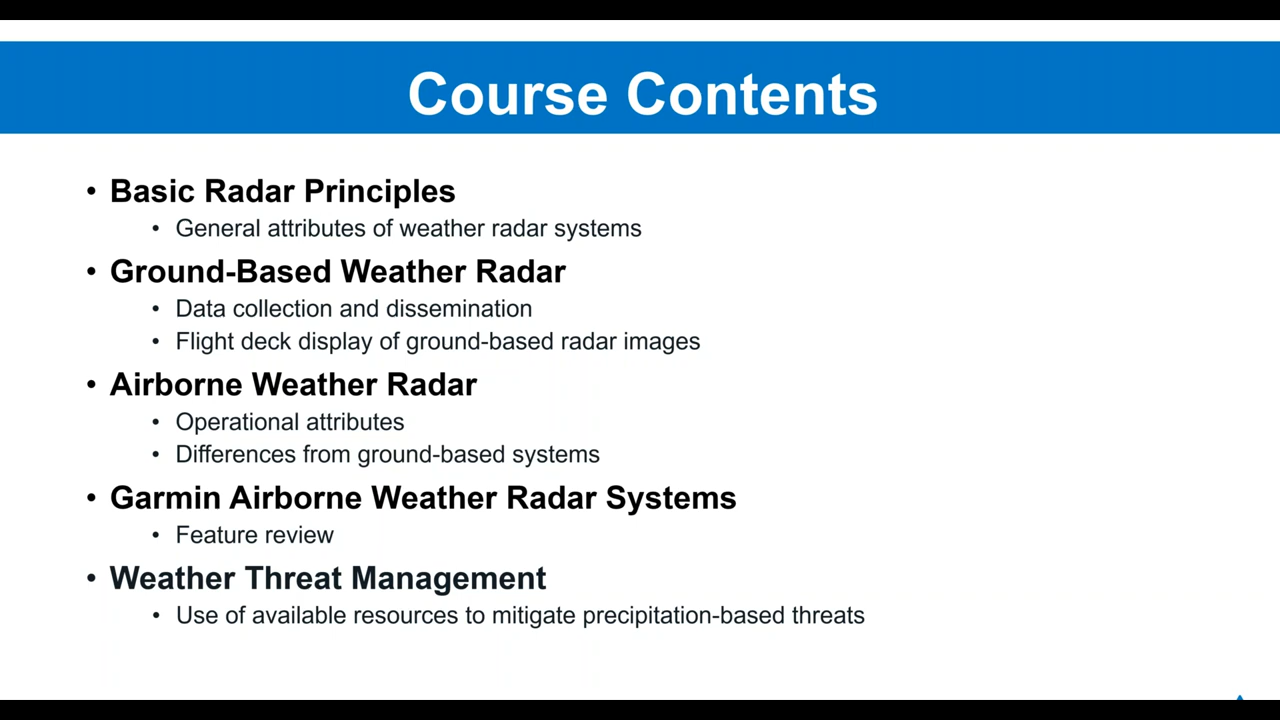 Course Contents
• Basic Radar Principles
• General attributes of weather radar systems
• Ground-Based Weather Radar
• Data collection and dissemination
• Flight deck display of ground-based radar images
• Airborne Weather Radar
• Operational attributes
• Differences from ground-based systems
• Garmin Airborne Weather Radar Systems
• Feature review
• Weather Threat Management
• Use of available resources to mitigate precipitation-based threats